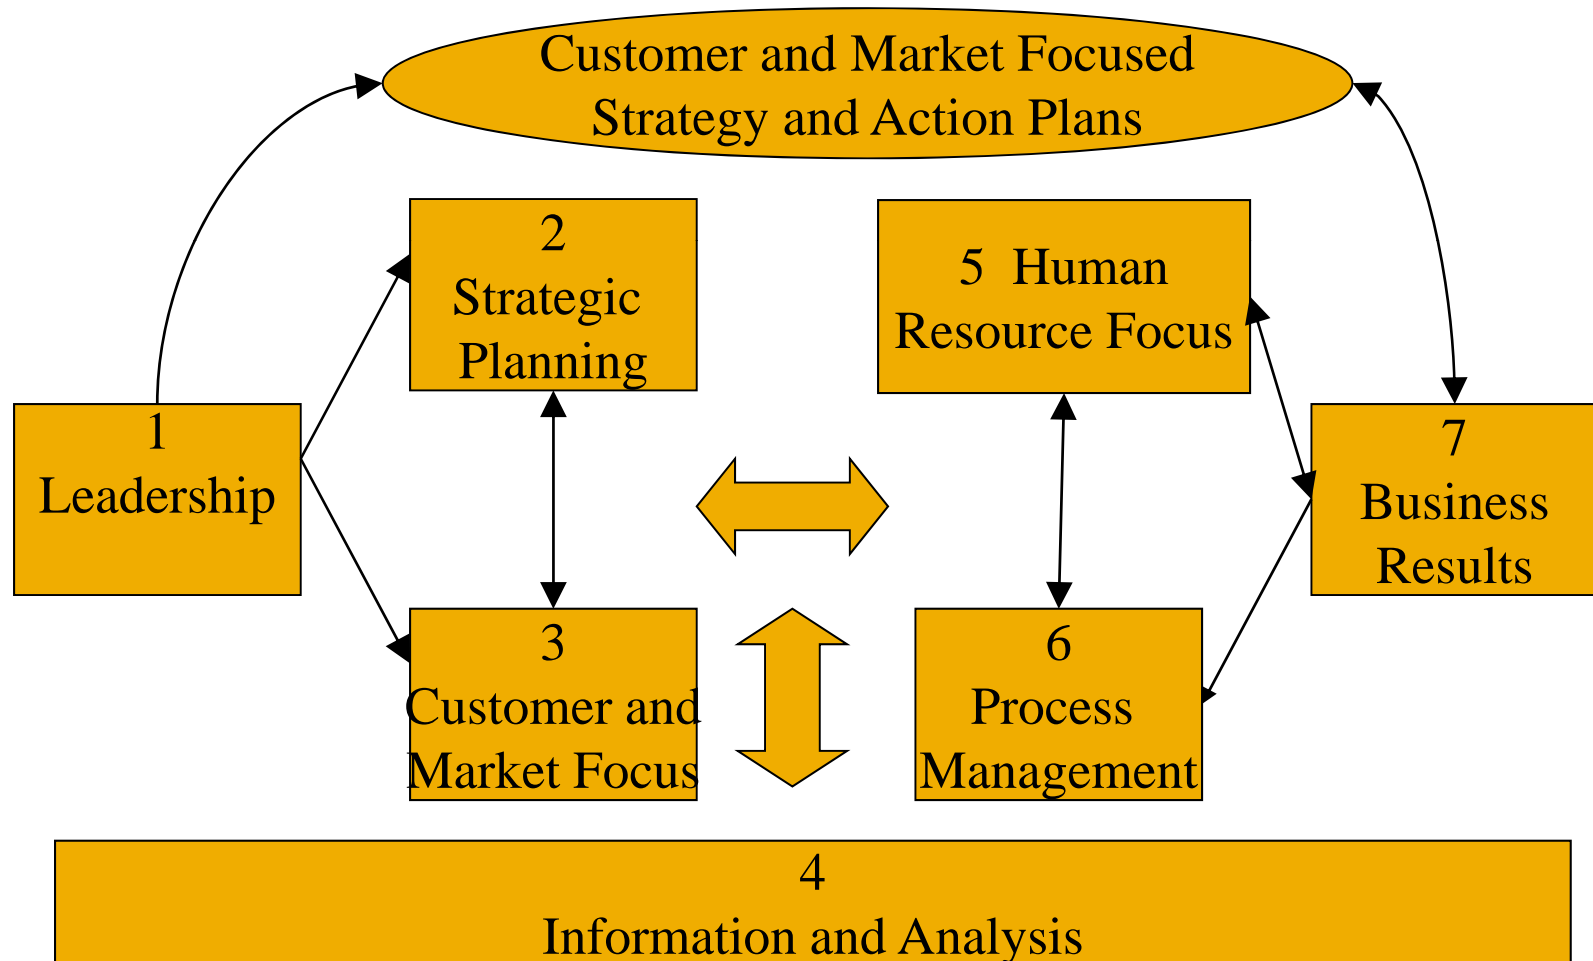 Customer and Market Focused
Strategy and Action Plans
2
Strategic
Planning
5 Human
Resource Focus
1
Leadership
7
Business
Results
3
Customer and
Market Focus
6
Process
Management
4
Information and Analysis